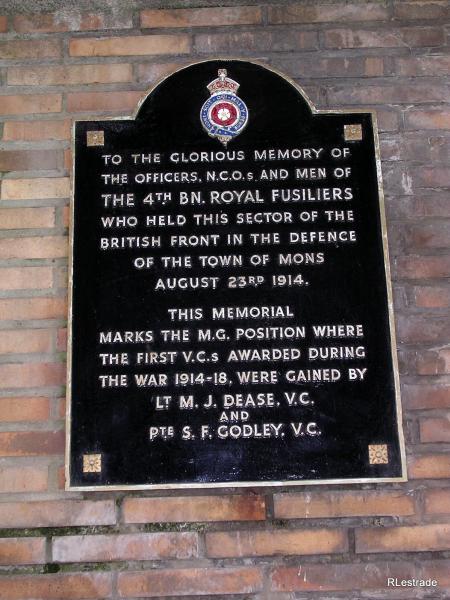 TO THE GLORIOUS MEMORY OF
THE OFFICERS, N.C.O.s, AND MEN OF
THE 4TH BN. ROYAL FUSILIERS
WHO HELD THIS SECTOR OF THE
BRITISH FRONT IN THE DEFENCE
OF THE TOWN OF MONS
AUGUST 23RD 1914.
THIS MEMORIAL
MARKS THE M.G. POSITION WHERE
THE FIRST V.C.s AWARDED DURING
THE WAR 1914-18, WERE GAINED BY
LT M. J. DEASE, V.C.
AND
PTE S. F. GODLEY, V.C.
RLestrade